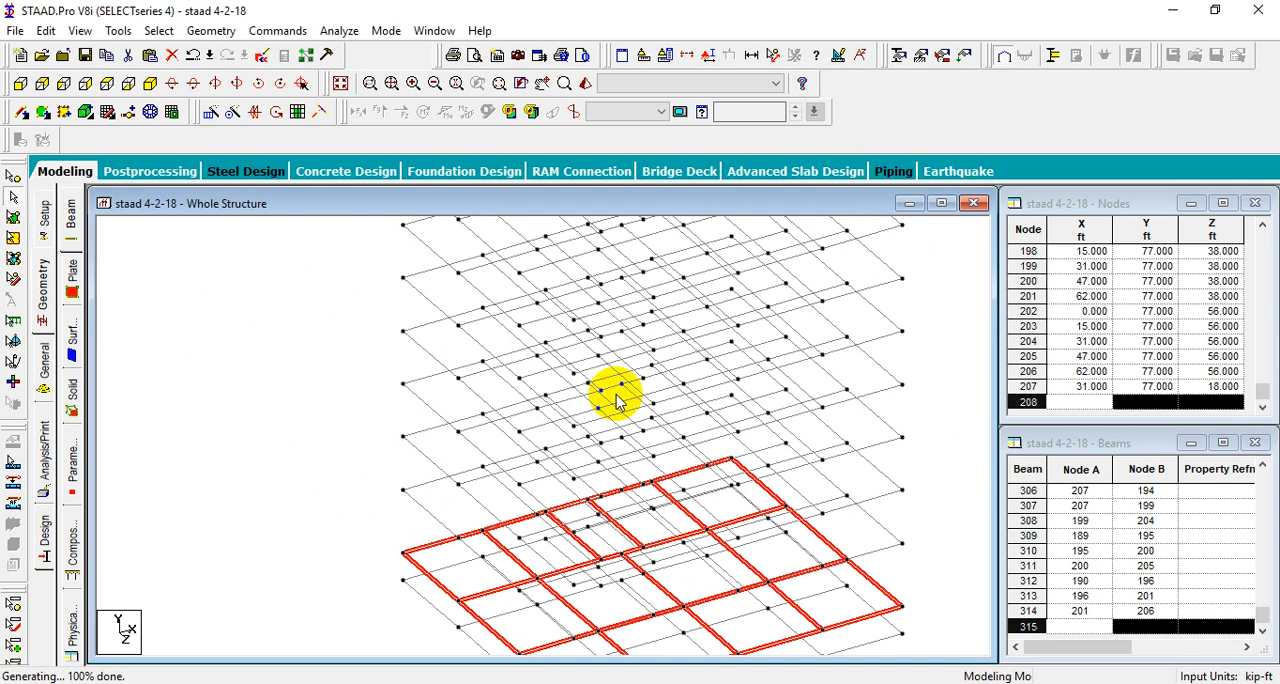 STAAD.Pro V8i (SELECTseries 4) - staad 4-2-18
File Edit View Tools Select Geometry Commands Analyze Mode Window Help
Modeling Postprocessing Steel Design Concrete Design Foundation Design RAM Connection Bridge Deck Advanced Slab Design Piping Earthquake
Setup
Geometry
General
Analysis/Print
Design
Beam
Plate
Surf...
Solid
Parame...
Compos...
Physica...
staad 4-2-18 - Whole Structure
Y
X
Z
staad 4-2-18 - Nodes
Node X ft Y ft Z ft
198 15.000 77.000 38.000
199 31.000 77.000 38.000
200 47.000 77.000 38.000
201 62.000 77.000 38.000
202 0.000 77.000 56.000
203 15.000 77.000 56.000
204 31.000 77.000 56.000
205 47.000 77.000 56.000
206 62.000 77.000 56.000
207 31.000 77.000 18.000
208
staad 4-2-18 - Beams
Beam Node A Node B Property Refn
306 207 194
307 207 199
308 199 204
309 189 195
310 195 200
311 200 205
312 190 196
313 196 201
314 201 206
315
Generating... 100% done. Modeling Mo Input Units: kip-ft